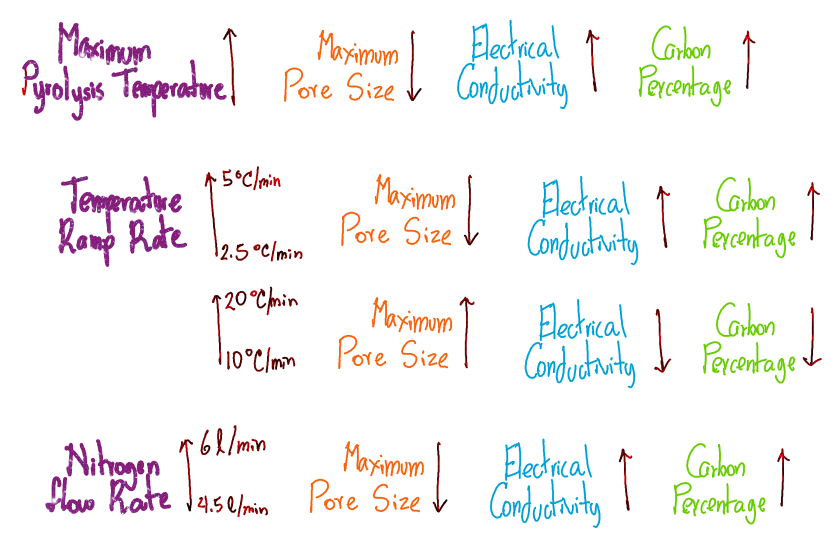 Maximum
Pyrolysis Temperature
Maximum
Pore Size
Electrical
Conductivity
Carbon
Percentage
Temperature
Ramp Rate
5°C/min
2.5°C/min
Maximum
Pore Size
Electrical
Conductivity
Carbon
Percentage
20°C/min
10°C/min
Maximum
Pore Size
Electrical
Conductivity
Carbon
Percentage
Nitrogen
flow Rate
6 l/min
4.5 l/min
Maximum
Pore Size
Electrical
Conductivity
Carbon
Percentage